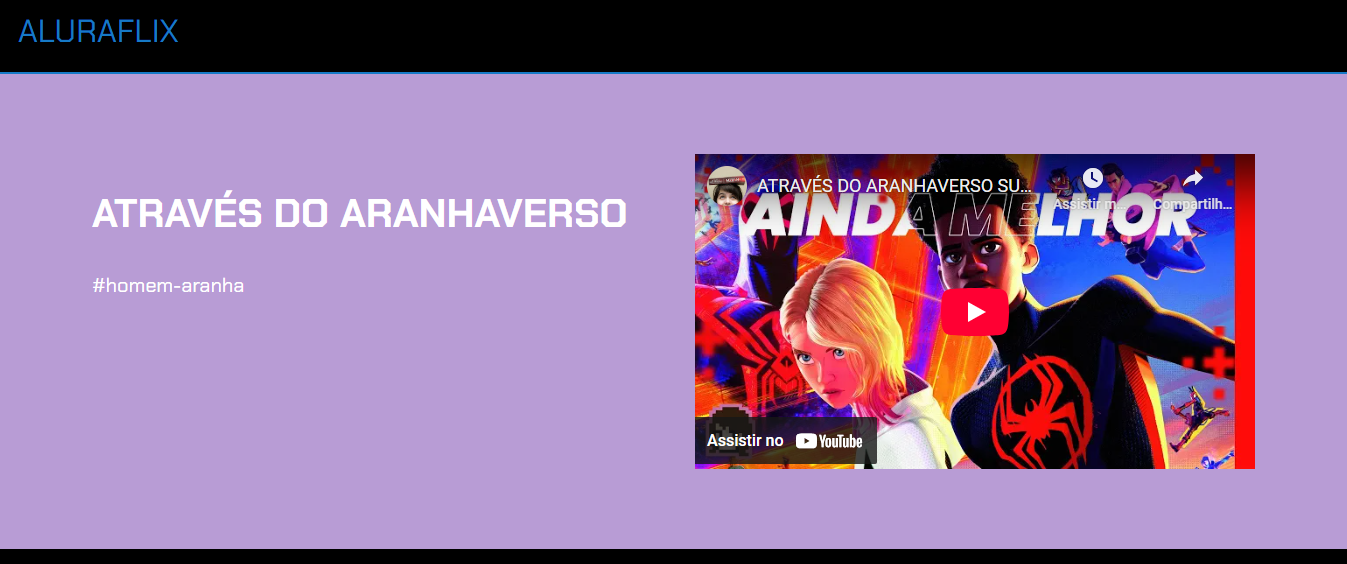 ALURAFLIX
ATRAVÉS DO ARANHAVERSO
#homem-aranha
ATRAVÉS DO ARANHAVERSO SU...
Assistir m...
Compartilh...
AINDA MELHOR
Assistir no YouTube